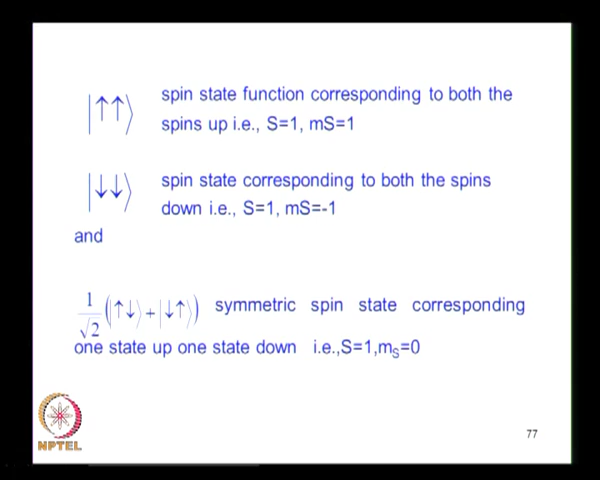 |↑↑⟩ spin state function corresponding to both the
spins up i.e., S=1, mS=1
|↓↓⟩ spin state corresponding to both the spins
down i.e., S=1, mS=-1
and
1/√2 (|↑↓⟩+|↓↑⟩) symmetric spin state corresponding
one state up one state down i.e.,S=1,mS=0
NPTEL
77